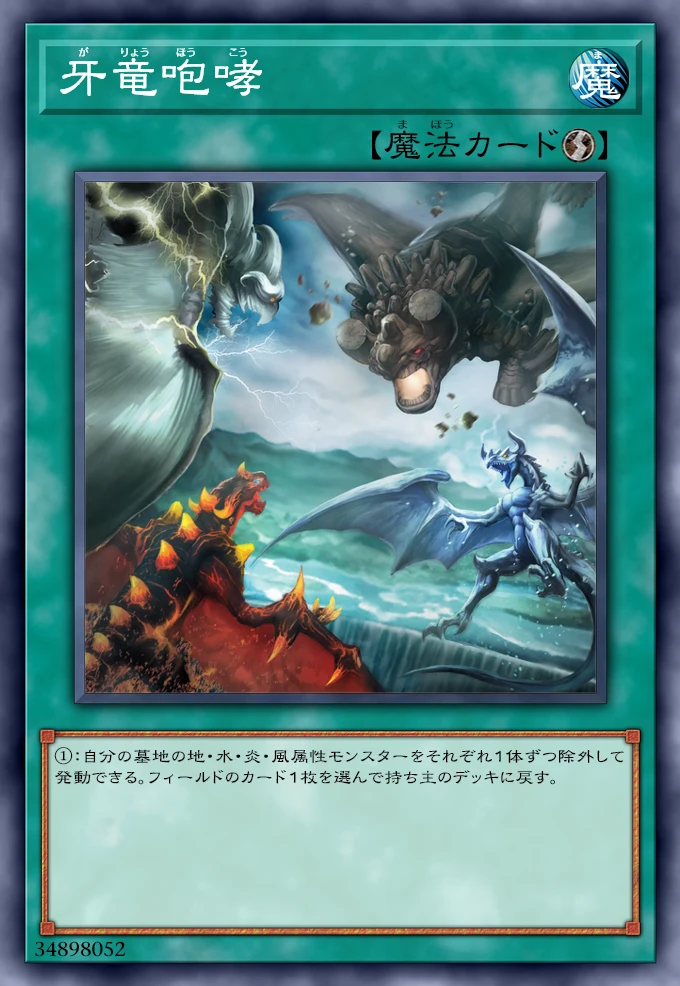 牙竜咆哮
魔
【魔法カード】
①：自分の墓地の地・水・炎・風属性モンスターをそれぞれ1体ずつ除外して
発動できる。フィールドのカード1枚を選んで持ち主のデッキに戻す。
34898052